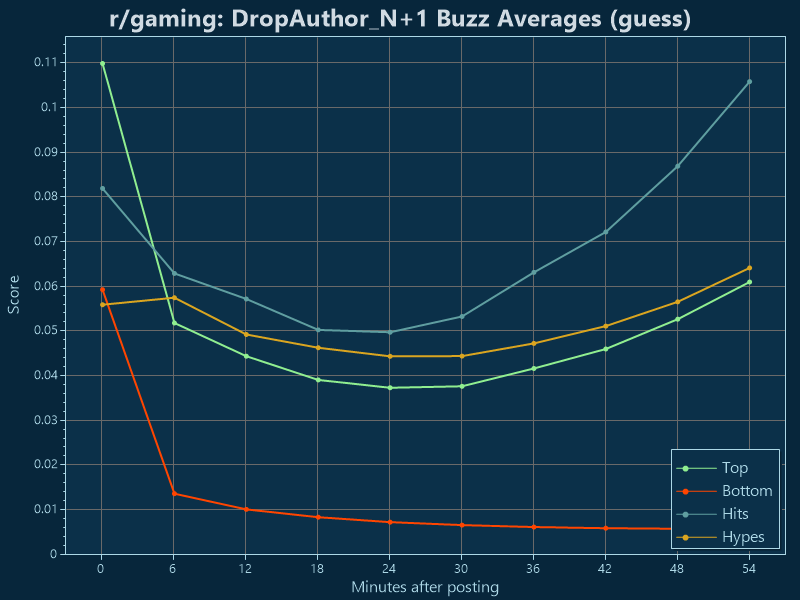 r/gaming: DropAuthor_N+1 Buzz Averages (guess)
Score
0.11
0.1
0.09
0.08
0.07
0.06
0.05
0.04
0.03
0.02
0.01
0
0 6 12 18 24 30 36 42 48 54
Minutes after posting
Top
Bottom
Hits
Hypes